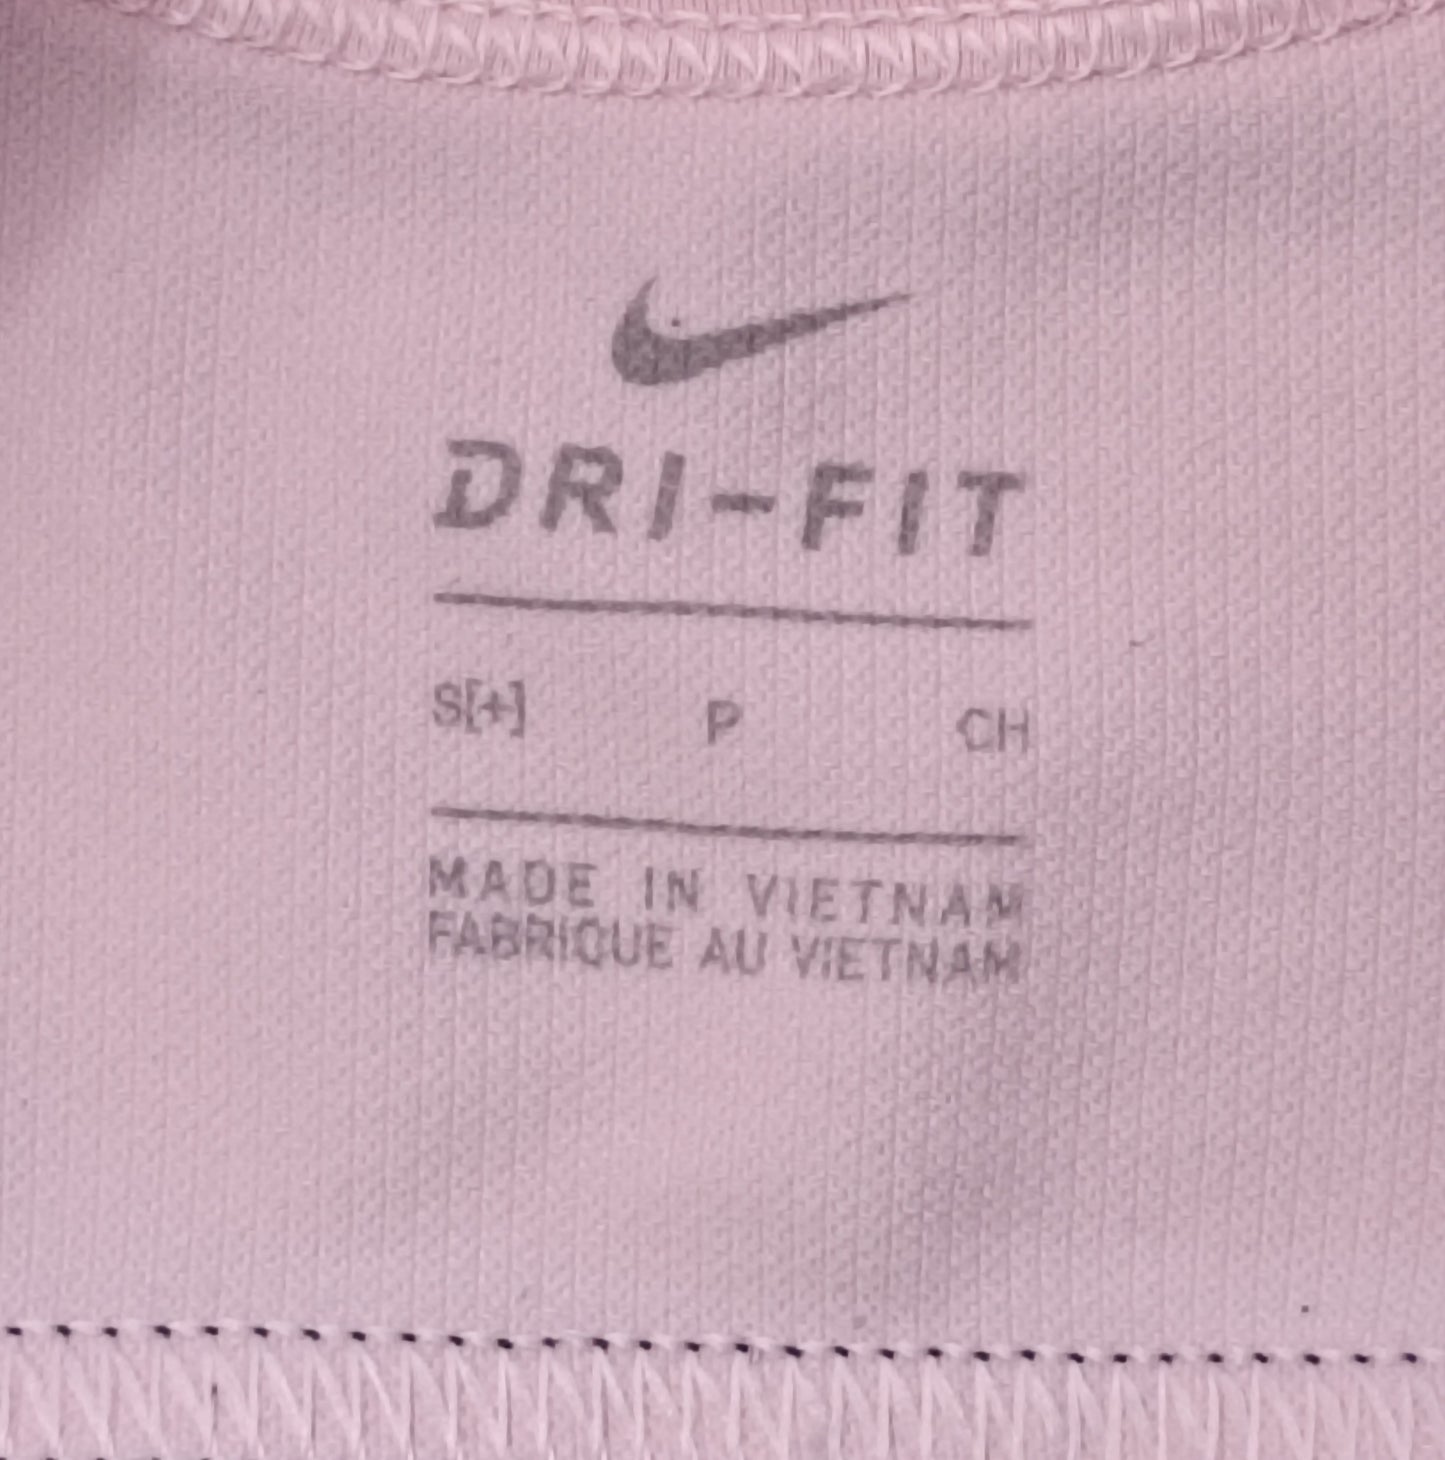 DRI-FIT
S[+] P CH
MADE IN VIETNAM
FABRIQUE AU VIETNAM